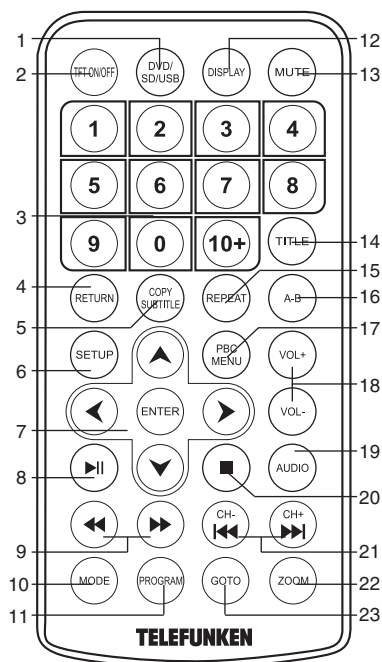 1 12
2 TFT ON/OFF DVD/ SD/USB DISPLAY MUTE 13
1 2 3 4
5 6 7 8
3
9 0 10+ TITLE 14
4 15
RETURN COPY SUBTITLE REPEAT A-B 16
5 17
SETUP PBC MENU VOL+
6 18
ENTER VOL-
7
19
8 AUDIO
20
CH- CH+
9 21
10 MODE PROGRAM GOTO ZOOM 22
11 23
TELEFUNKEN